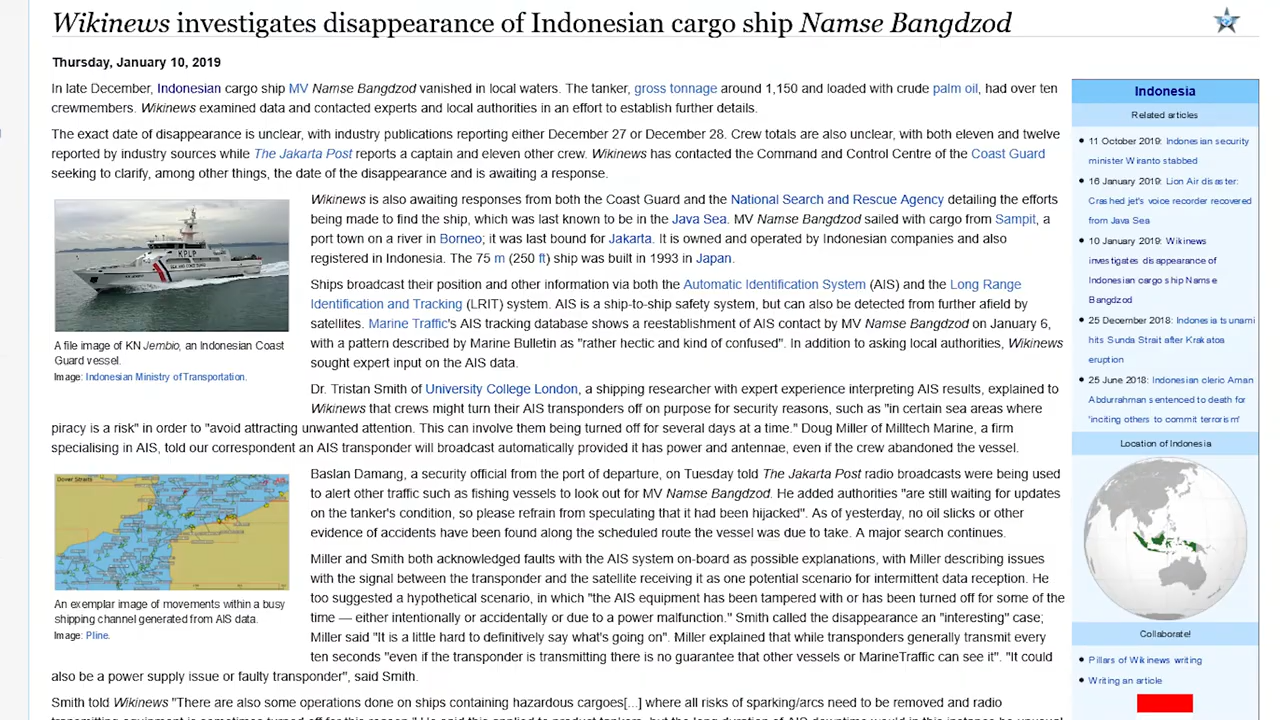 Wikinews investigates disappearance of Indonesian cargo ship Namse Bangdzod
Thursday, January 10, 2019
In late December, Indonesian cargo ship MV Namse Bangdzod vanished in local waters. The tanker, gross tonnage around 1,150 and loaded with crude palm oil, had over ten
crewmembers. Wikinews examined data and contacted experts and local authorities in an effort to establish further details.
The exact date of disappearance is unclear, with industry publications reporting either December 27 or December 28. Crew totals are also unclear, with both eleven and twelve
reported by industry sources while The Jakarta Post reports a captain and eleven other crew. Wikinews has contacted the Command and Control Centre of the Coast Guard
seeking to clarify, among other things, the date of the disappearance and is awaiting a response.
KPLP
A file image of KN Jembio, an Indonesian Coast
Guard vessel.
Image: Indonesian Ministry of Transportation.
Wikinews is also awaiting responses from both the Coast Guard and the National Search and Rescue Agency detailing the efforts
being made to find the ship, which was last known to be in the Java Sea. MV Namse Bangdzod sailed with cargo from Sampit, a
port town on a river in Borneo; it was last bound for Jakarta. It is owned and operated by Indonesian companies and also
registered in Indonesia. The 75 m (250 ft) ship was built in 1993 in Japan.
Ships broadcast their position and other information via both the Automatic Identification System (AIS) and the Long Range
Identification and Tracking (LRIT) system. AIS is a ship-to-ship safety system, but can also be detected from further afield by
satellites. Marine Traffic's AIS tracking database shows a reestablishment of AIS contact by MV Namse Bangdzod on January 6,
with a pattern described by Marine Bulletin as "rather hectic and kind of confused". In addition to asking local authorities, Wikinews
sought expert input on the AIS data.
Dr. Tristan Smith of University College London, a shipping researcher with expert experience interpreting AIS results, explained to
Wikinews that crews might turn their AIS transponders off on purpose for security reasons, such as "in certain sea areas where
piracy is a risk" in order to "avoid attracting unwanted attention. This can involve them being turned off for several days at a time." Doug Miller of Milltech Marine, a firm
specialising in AIS, told our correspondent an AIS transponder will broadcast automatically provided it has power and antennae, even if the crew abandoned the vessel.
Dover Straits
An exemplar image of movements within a busy
shipping channel generated from AIS data.
Image: Pline.
Baslan Damang, a security official from the port of departure, on Tuesday told The Jakarta Post radio broadcasts were being used
to alert other traffic such as fishing vessels to look out for MV Namse Bangdzod. He added authorities "are still waiting for updates
on the tanker's condition, so please refrain from speculating that it had been hijacked". As of yesterday, no oil slicks or other
evidence of accidents have been found along the scheduled route the vessel was due to take. A major search continues.
Miller and Smith both acknowledged faults with the AIS system on-board as possible explanations, with Miller describing issues
with the signal between the transponder and the satellite receiving it as one potential scenario for intermittent data reception. He
too suggested a hypothetical scenario, in which "the AIS equipment has been tampered with or has been turned off for some of the
time — either intentionally or accidentally or due to a power malfunction." Smith called the disappearance an "interesting" case;
Miller said "It is a little hard to definitively say what's going on". Miller explained that while transponders generally transmit every
ten seconds "even if the transponder is transmitting there is no guarantee that other vessels or MarineTraffic can see it". "It could
also be a power supply issue or faulty transponder", said Smith.
Smith told Wikinews "There are also some operations done on ships containing hazardous cargoes[...] where all risks of sparking/arcs need to be removed and radio
Indonesia
Related articles
11 October 2019: Indonesian security
minister Wiranto stabbed
16 January 2019: Lion Air disaster:
Crashed jet's voice recorder recovered
from Java Sea
10 January 2019: Wikinews
investigates disappearance of
Indonesian cargo ship Namse
Bangdzod
25 December 2018: Indonesia tsunami
hits Sunda Strait after Krakatoa
eruption
25 June 2018: Indonesian cleric Aman
Abdurrahman sentenced to death for
'inciting others to commit terrorism'
Location of Indonesia
Collaborate!
Pillars of Wikinews writing
Writing an article